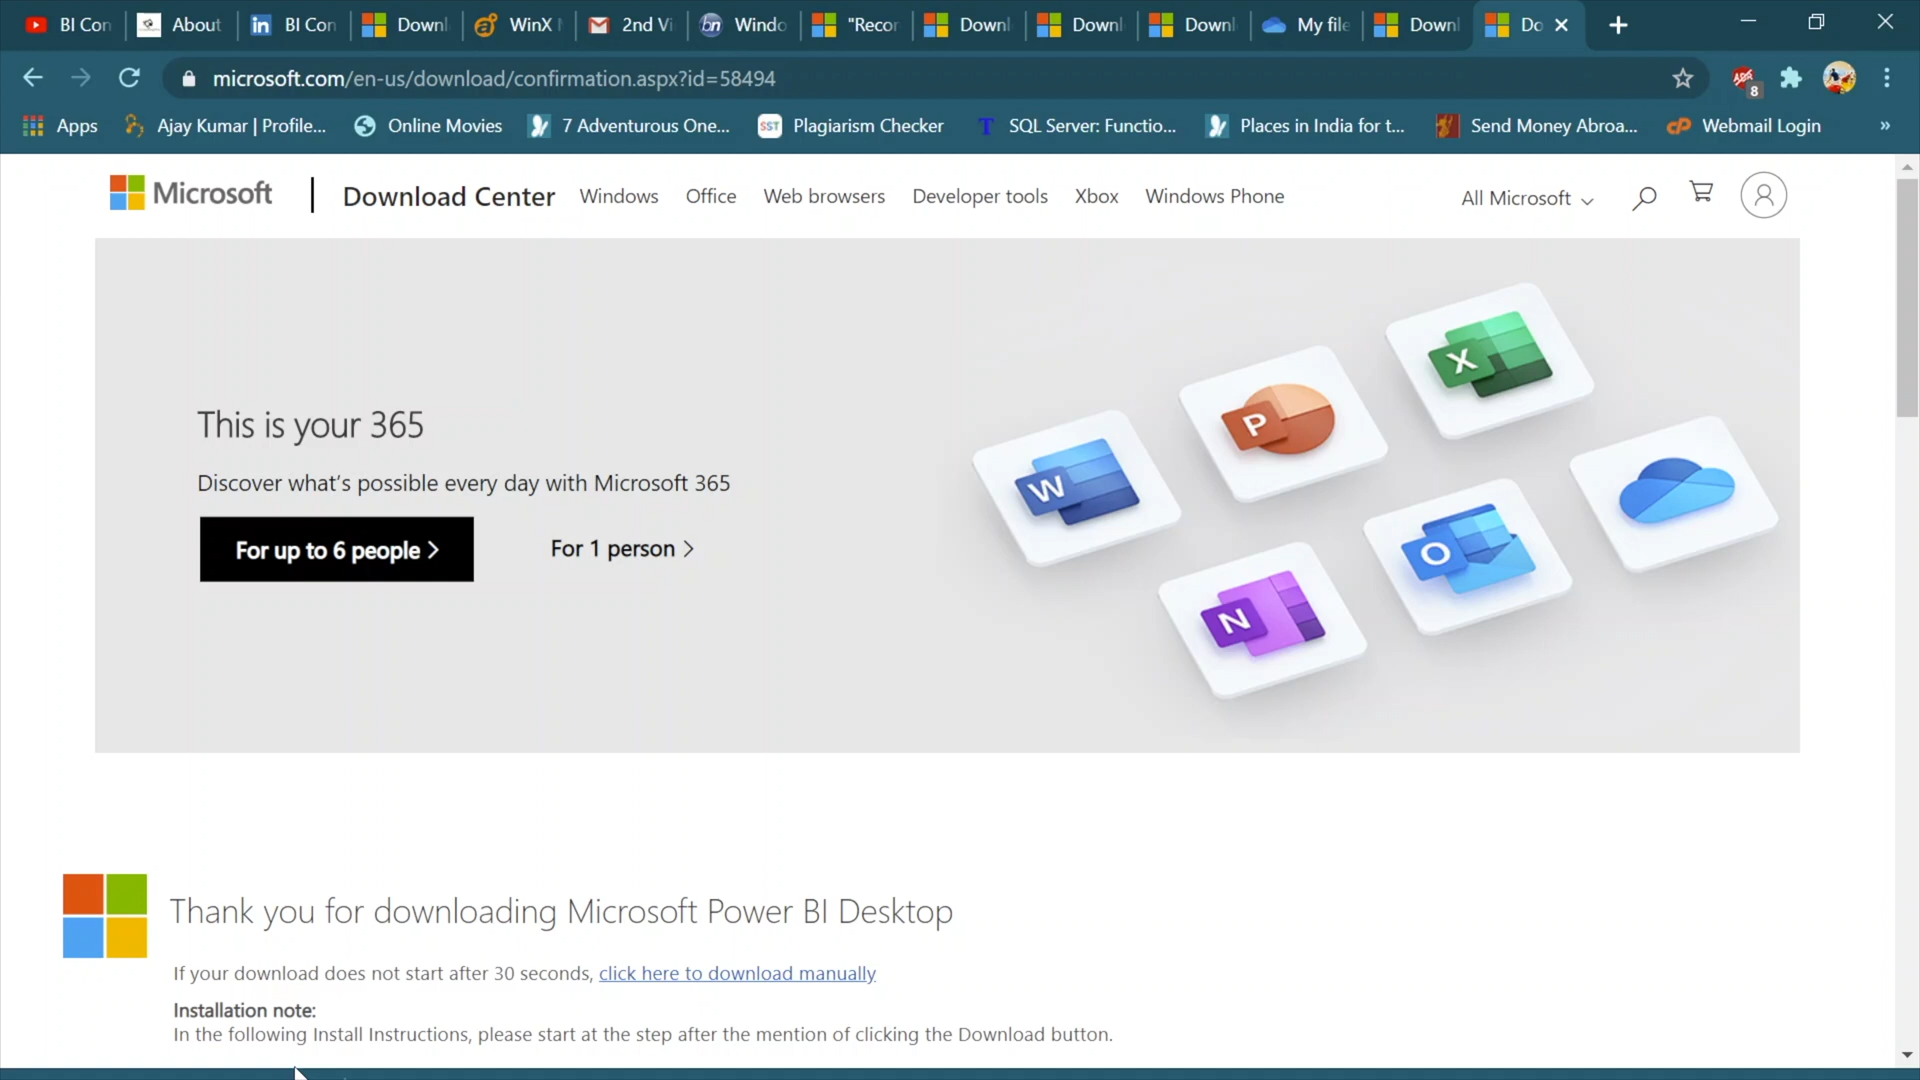 BI Con
About
BI Con
Downl
WinX
2nd Vi
bn Windo
"Recor
Downl
Downl
Downl
My file
Downl
Do
microsoft.com/en-us/download/confirmation.aspx?id=58494
8
Apps
Ajay Kumar | Profile...
Online Movies
7 Adventurous One...
SST Plagiarism Checker
T SQL Server: Functio...
Places in India for t...
Send Money Abroa...
cP Webmail Login
»
Microsoft
Download Center
Windows
Office
Web browsers
Developer tools
Xbox
Windows Phone
All Microsoft
This is your 365
Discover what's possible every day with Microsoft 365
For up to 6 people >
For 1 person >
W
P
X
N
O
Thank you for downloading Microsoft Power BI Desktop
If your download does not start after 30 seconds, click here to download manually
Installation note:
In the following Install Instructions, please start at the step after the mention of clicking the Download button.